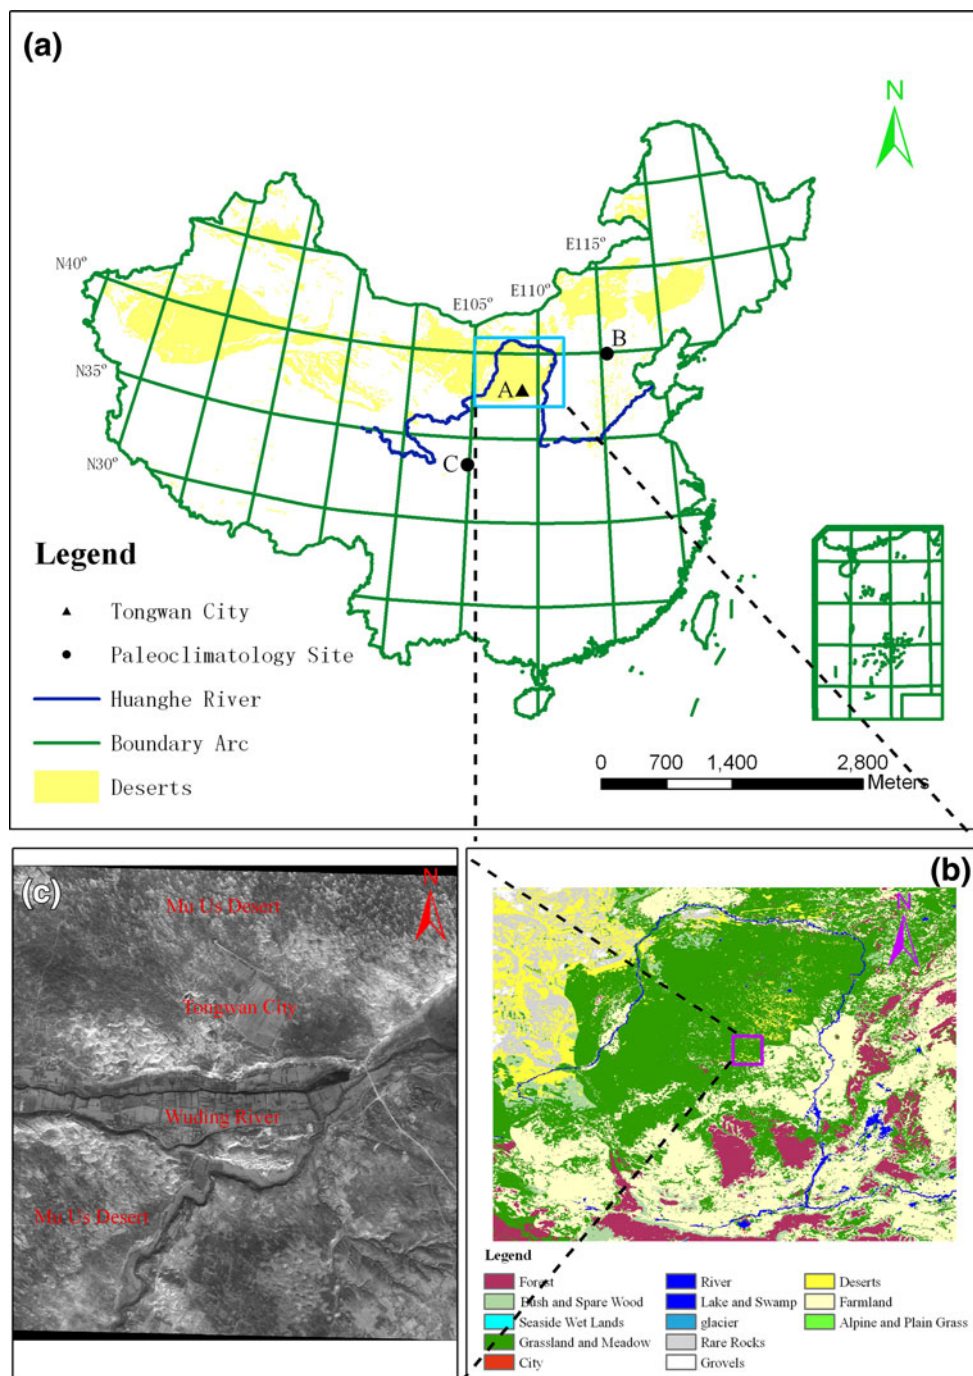 (a)
N
E115°
N40°
E110°
E105°
B
N35°
A
N30°
C
Legend
Tongwan City
Paleoclimatology Site
Huanghe River
Boundary Arc
Deserts
0 700 1,400 2,800
Meters
(c)
N
Mu Us Desert
Tongwan City
Wuding River
Mu Us Desert
(b)
N
Legend
Forest
Bush and Spare Wood
Seaside Wet Lands
Grassland and Meadow
City
River
Lake and Swamp
glacier
Rare Rocks
Grovels
Deserts
Farmland
Alpine and Plain Grass